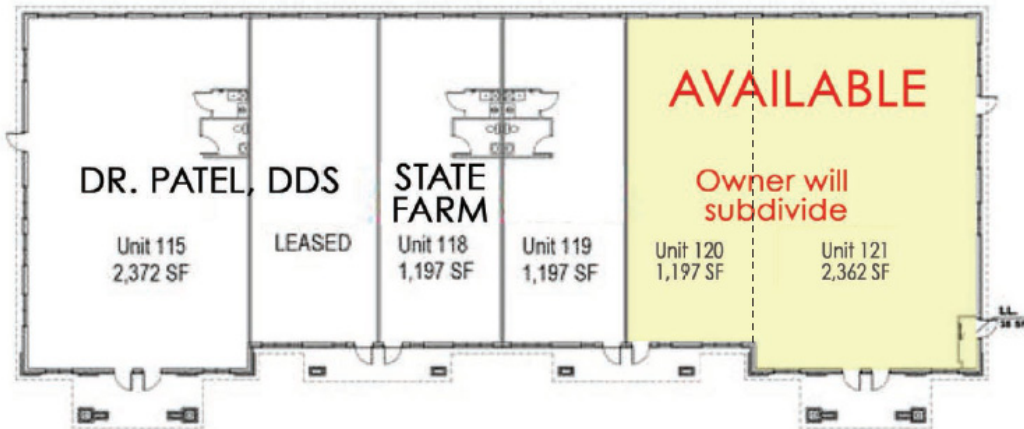 AVAILABLE
DR. PATEL, DDS
STATE
FARM
Owner will
subdivide
Unit 115
2,372 SF
LEASED
Unit 118
1,197 SF
Unit 119
1,197 SF
Unit 120
1,197 SF
Unit 121
2,362 SF
LL.